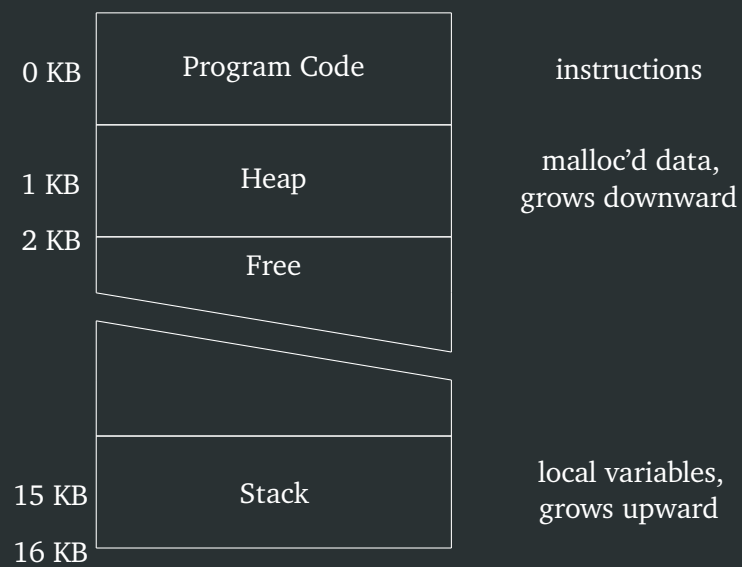 0 KB
Program Code
instructions
1 KB
Heap
malloc’d data,
grows downward
2 KB
Free
15 KB
Stack
local variables,
grows upward
16 KB